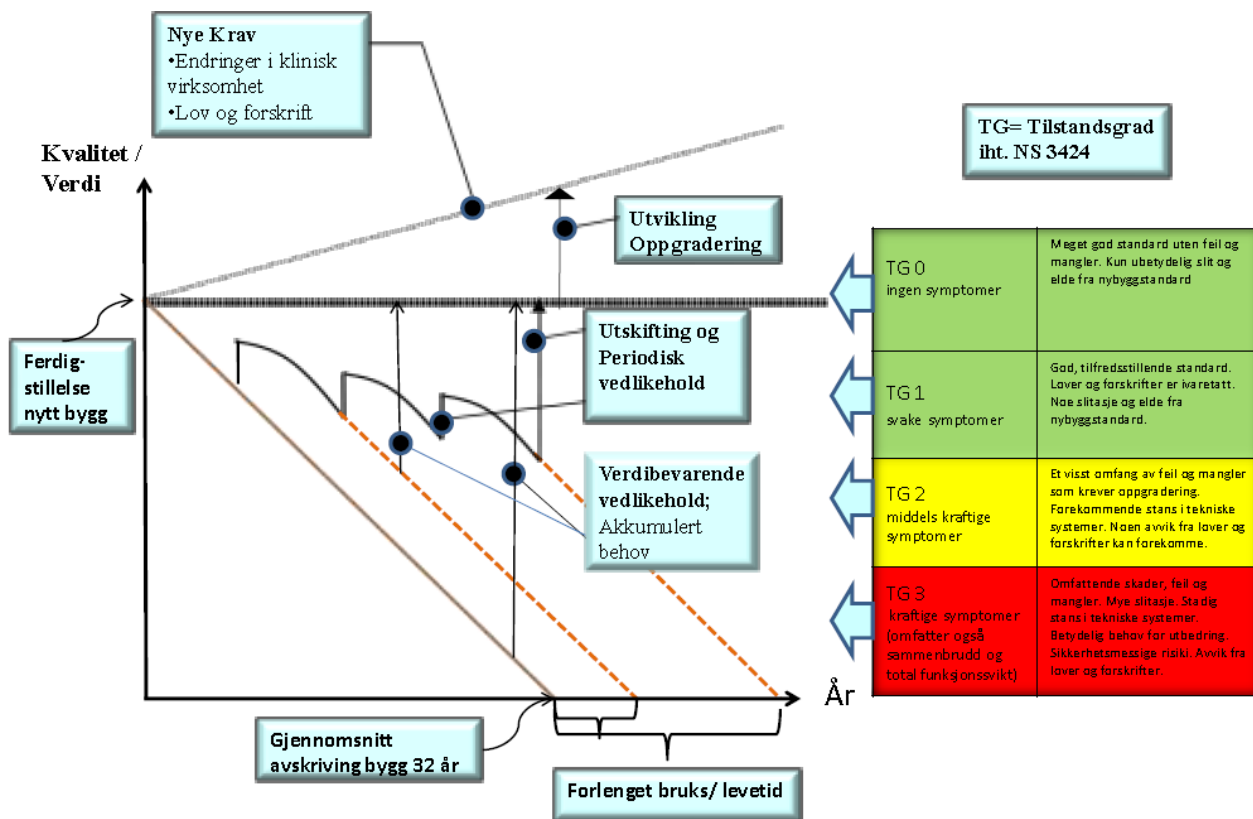 Nye Krav
•Endringer i klinisk
virksomhet
•Lov og forskrift
TG= Tilstandsgrad
iht. NS 3424
Kvalitet /
Verdi
Utvikling
Oppgradering
Ferdig-
stillelse
nytt bygg
Utskifting og
Periodisk
vedlikehold
Verdibevarende
vedlikehold;
Akkumulert
behov
År
Gjennomsnitt
avskriving bygg 32 år
Forlenget bruks/ levetid
TG 0
ingen symptomer
Meget god standard uten feil og
mangler. Kun ubetydelig slit og
elde fra nybyggstandard
TG 1
svake symptomer
God, tilfredsstillende standard.
Lover og forskrifter er ivaretatt.
Noe slitasje og elde fra
nybyggstandard.
TG 2
middels kraftige
symptomer
Et visst omfang av feil og mangler
som krever oppgradering.
Forekommende stans i tekniske
systemer. Noen avvik fra lover og
forskrifter kan forekomme.
TG 3
kraftige symptomer
(omfatter også
sammenbrudd og
total funksjonssvikt)
Omfattende skader, feil og
mangler. Mye slitasje. Stadig
stans i tekniske systemer.
Betydelig behov for utbedring.
Sikkerhetsmessige risiki. Avvik fra
lover og forskrifter.